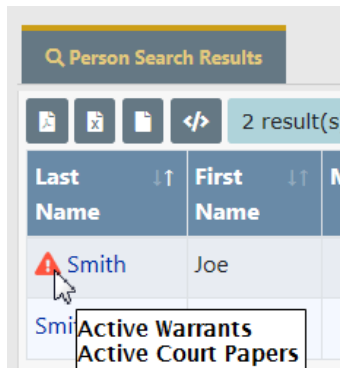 Person Search Results
2 result(s
Last Name
First Name
M
Smith
Joe
Smi
Active Warrants
Active Court Papers